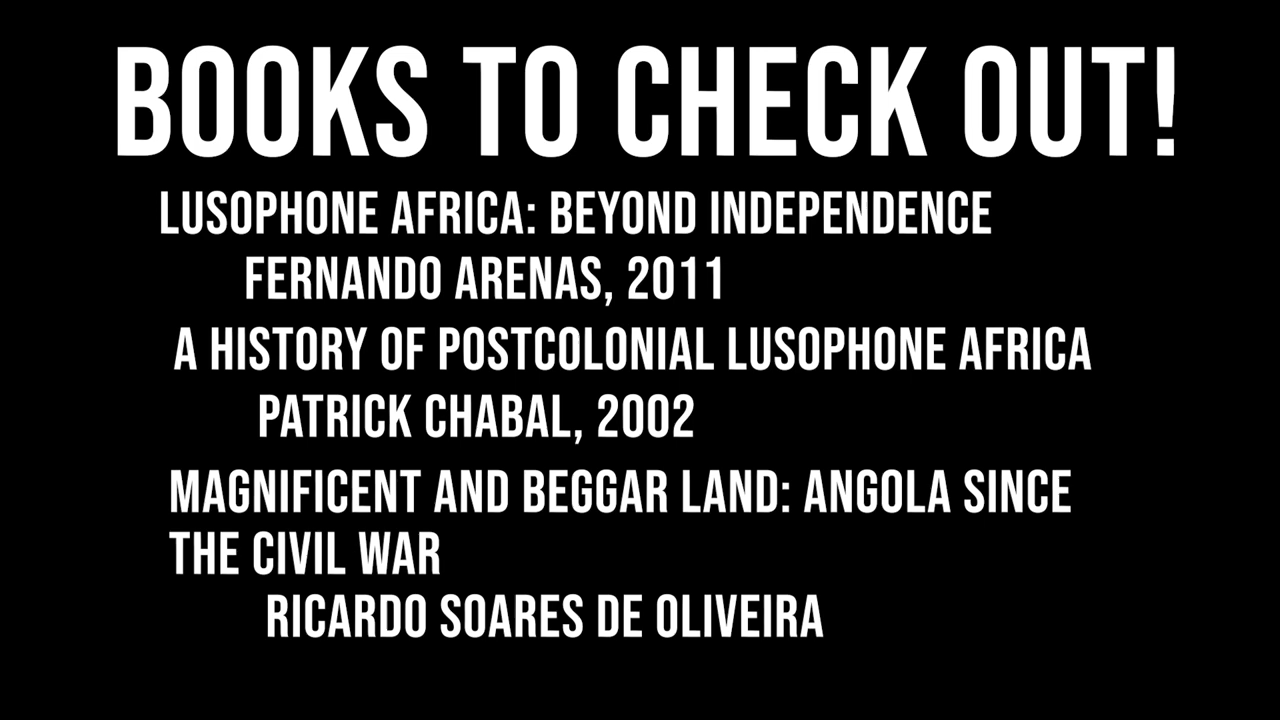 BOOKS TO CHECK OUT!
LUSOPHONE AFRICA: BEYOND INDEPENDENCE
FERNANDO ARENAS, 2011
A HISTORY OF POSTCOLONIAL LUSOPHONE AFRICA
PATRICK CHABAL, 2002
MAGNIFICENT AND BEGGAR LAND: ANGOLA SINCE
THE CIVIL WAR
RICARDO SOARES DE OLIVEIRA